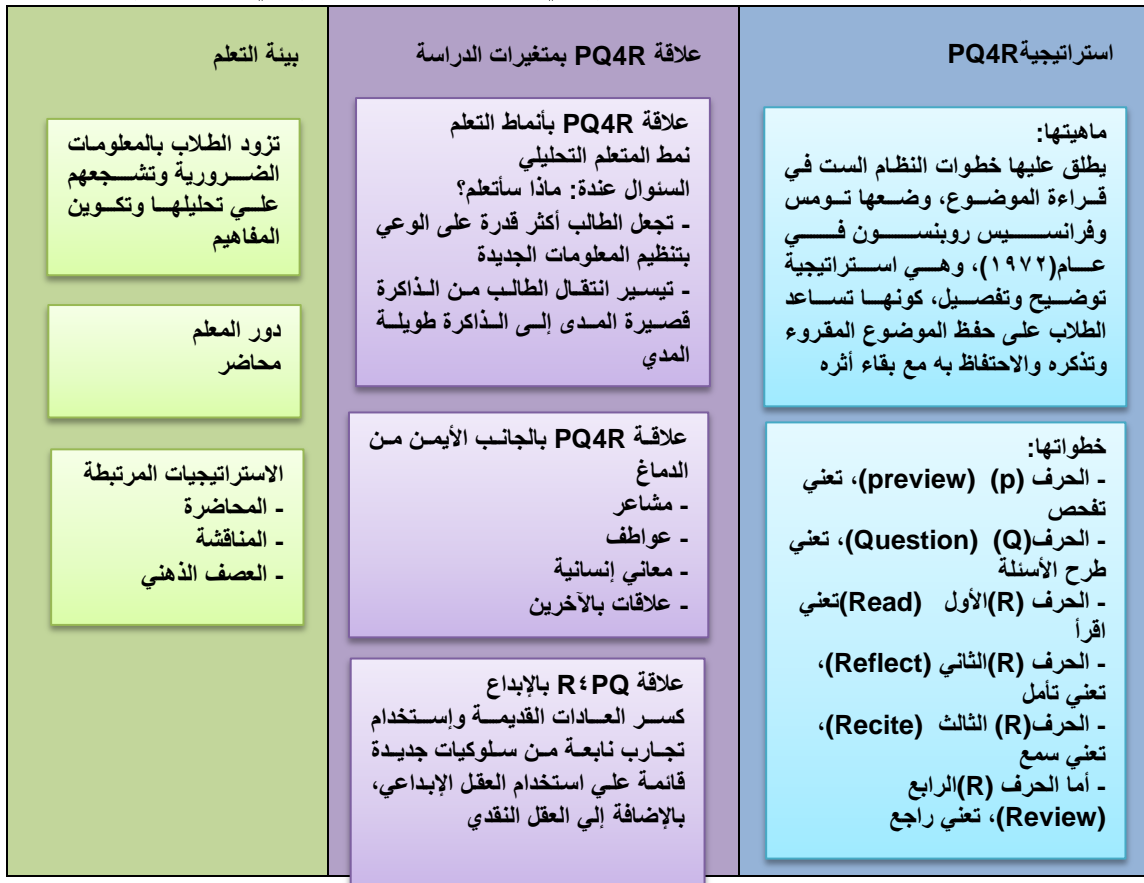 استراتيجيةPQ4R
ماهيتها:
يطلق عليها خطوات النظام الست في
قراءة الموضوع، وضعها تومس
وفرانسيس روبنسون في
عام(١٩٧٢)، وهي استراتيجية
توضيح وتفصيل، كونها تساعد
الطلاب على حفظ الموضوع المقروء
وتذكره والاحتفاظ به مع بقاء أثره
خطواتها:
- الحرف (p) (preview)، تعني
تفحص
- الحرف(Q) (Question)، تعني
طرح الأسئلة
- الحرف (R)الأول (Read)تعني
اقرأ
- الحرف (R)الثاني (Reflect)،
تعني تأمل
- الحرف(R) الثالث (Recite)،
تعني سمع
- أما الحرف (R)الرابع
(Review)، تعني راجع
علاقة PQ4R بمتغيرات الدراسة
علاقة PQ4R بأنماط التعلم
نمط المتعلم التحليلي
السئوال عندة: ماذا سأتعلم؟
- تجعل الطالب أكثر قدرة على الوعي
بتنظيم المعلومات الجديدة
- تيسير انتقال الطالب من الذاكرة
قصيرة المدى إلى الذاكرة طويلة
المدي
علاقة PQ4R بالجانب الأيمن من
الدماغ
- مشاعر
- عواطف
- معاني إنسانية
- علاقات بالآخرين
علاقة R٤PQ بالإبداع
كسر العادات القديمة وإستخدام
تجارب نابعة من سلوكيات جديدة
قائمة علي استخدام العقل الإبداعي،
بالإضافة إلي العقل النقدي
بيئة التعلم
تزود الطلاب بالمعلومات
الضرورية وتشجعهم
علي تحليلها وتكوين
المفاهيم
دور المعلم
محاضر
الاستراتيجيات المرتبطة
- المحاضرة
- المناقشة
- العصف الذهني